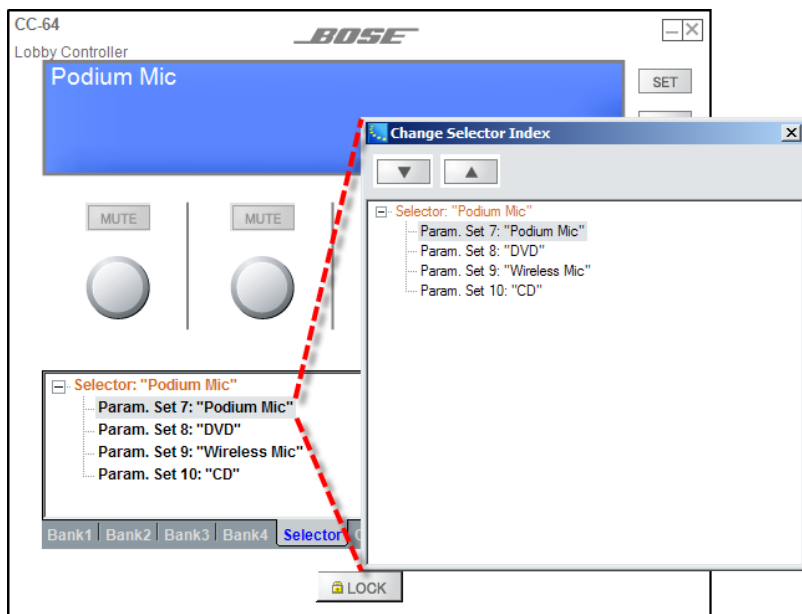 CC-64
BOSE
Lobby Controller
Podium Mic
SET
Change Selector Index
Selector: "Podium Mic"
Param. Set 7: "Podium Mic"
Param. Set 8: "DVD"
Param. Set 9: "Wireless Mic"
Param. Set 10: "CD"
MUTE
MUTE
Selector: "Podium Mic"
Param. Set 7: "Podium Mic"
Param. Set 8: "DVD"
Param. Set 9: "Wireless Mic"
Param. Set 10: "CD"
Bank1 Bank2 Bank3 Bank4 Selector
LOCK